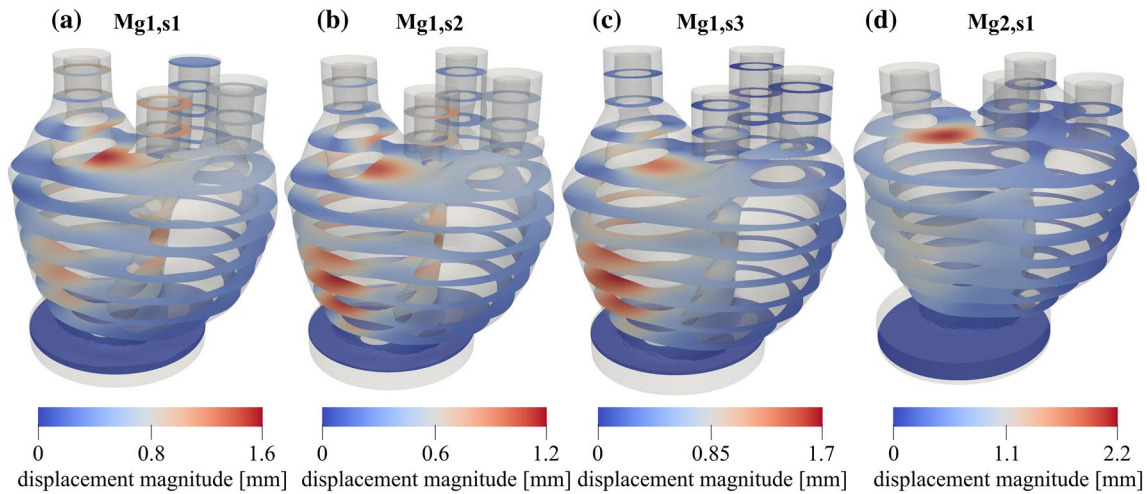 (a) Mg1,s1
(b) Mg1,s2
(c) Mg1,s3
(d) Mg2,s1
0 0.8 1.6
displacement magnitude [mm]
0 0.6 1.2
displacement magnitude [mm]
0 0.85 1.7
displacement magnitude [mm]
0 1.1 2.2
displacement magnitude [mm]